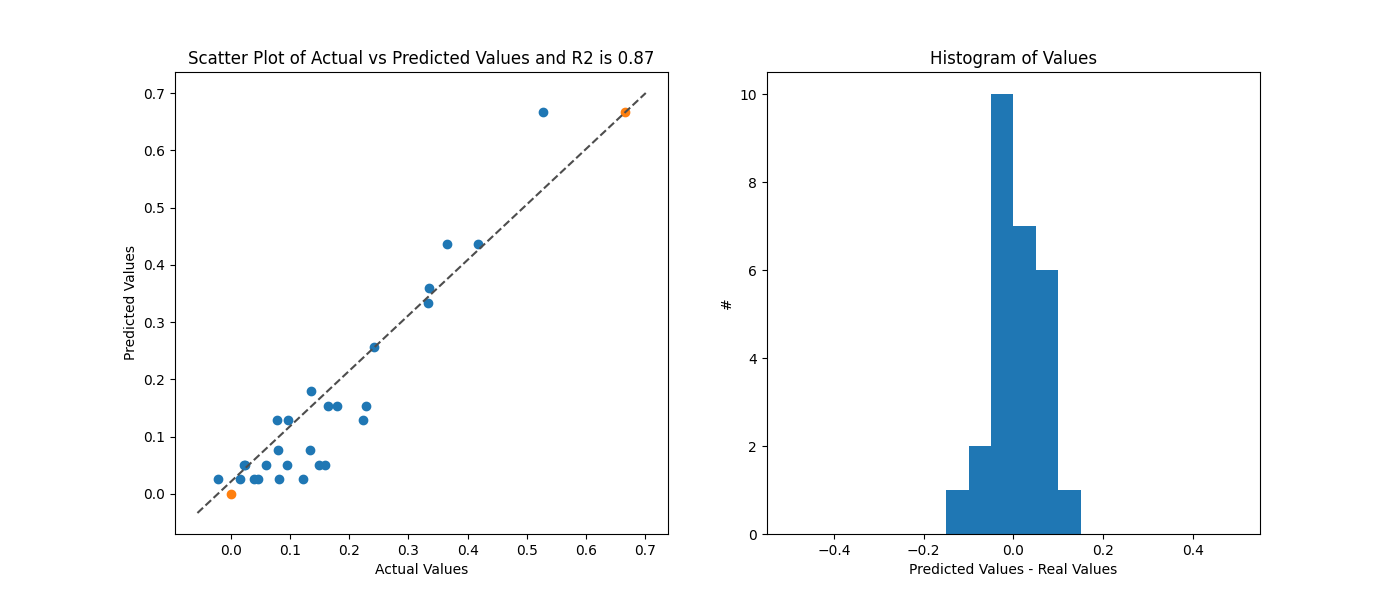 Scatter Plot of Actual vs Predicted Values and R2 is 0.87
0.7
0.6
0.5
0.4
0.3
0.2
0.1
0.0
Predicted Values
0.0 0.1 0.2 0.3 0.4 0.5 0.6 0.7
Actual Values
Histogram of Values
10
8
6
4
2
0
#
−0.4 −0.2 0.0 0.2 0.4
Predicted Values - Real Values